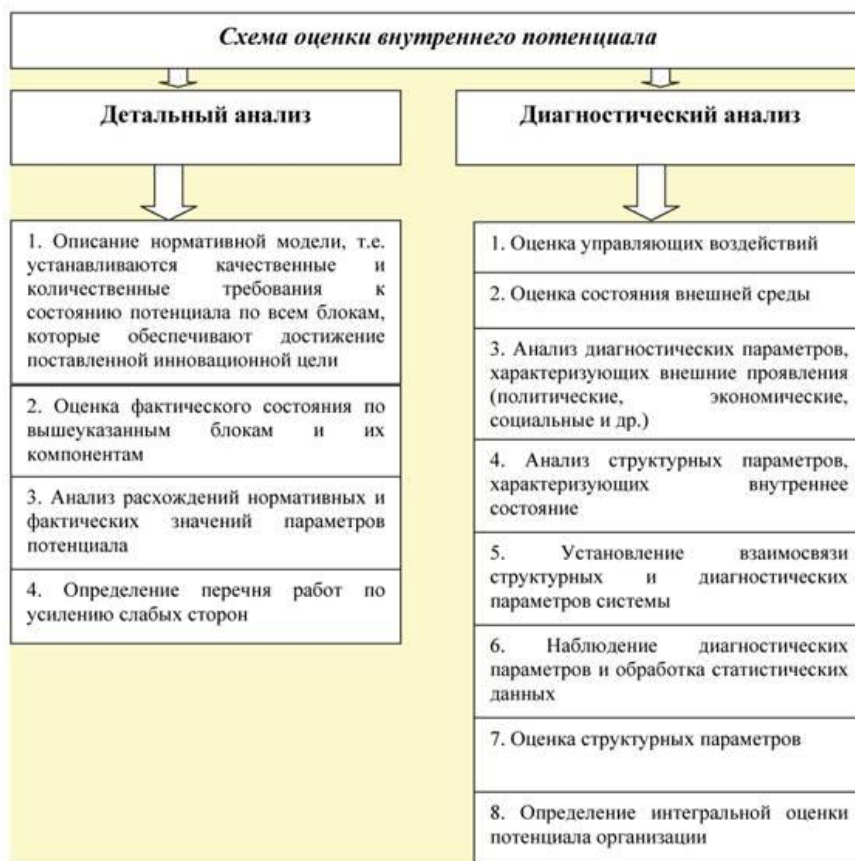 Схема оценки внутреннего потенциала
Детальный анализ
Диагностический анализ
1. Описание нормативной модели, т.е.
устанавливаются качественные и
количественные требования к
состоянию потенциала по всем блокам,
которые обеспечивают достижение
поставленной инновационной цели
2. Оценка фактического состояния по
вышеуказанным блокам и их
компонентам
3. Анализ расхождений нормативных и
фактических значений параметров
потенциала
4. Определение перечня работ по
усилению слабых сторон
1. Оценка управляющих воздействий
2. Оценка состояния внешней среды
3. Анализ диагностических параметров,
характеризующих внешние проявления
(политические, экономические,
социальные и др.)
4. Анализ структурных параметров,
характеризующих внутреннее
состояние
5. Установление взаимосвязи
структурных и диагностических
параметров системы
6. Наблюдение диагностических
параметров и обработка статистических
данных
7. Оценка структурных параметров
8. Определение интегральной оценки
потенциала организации